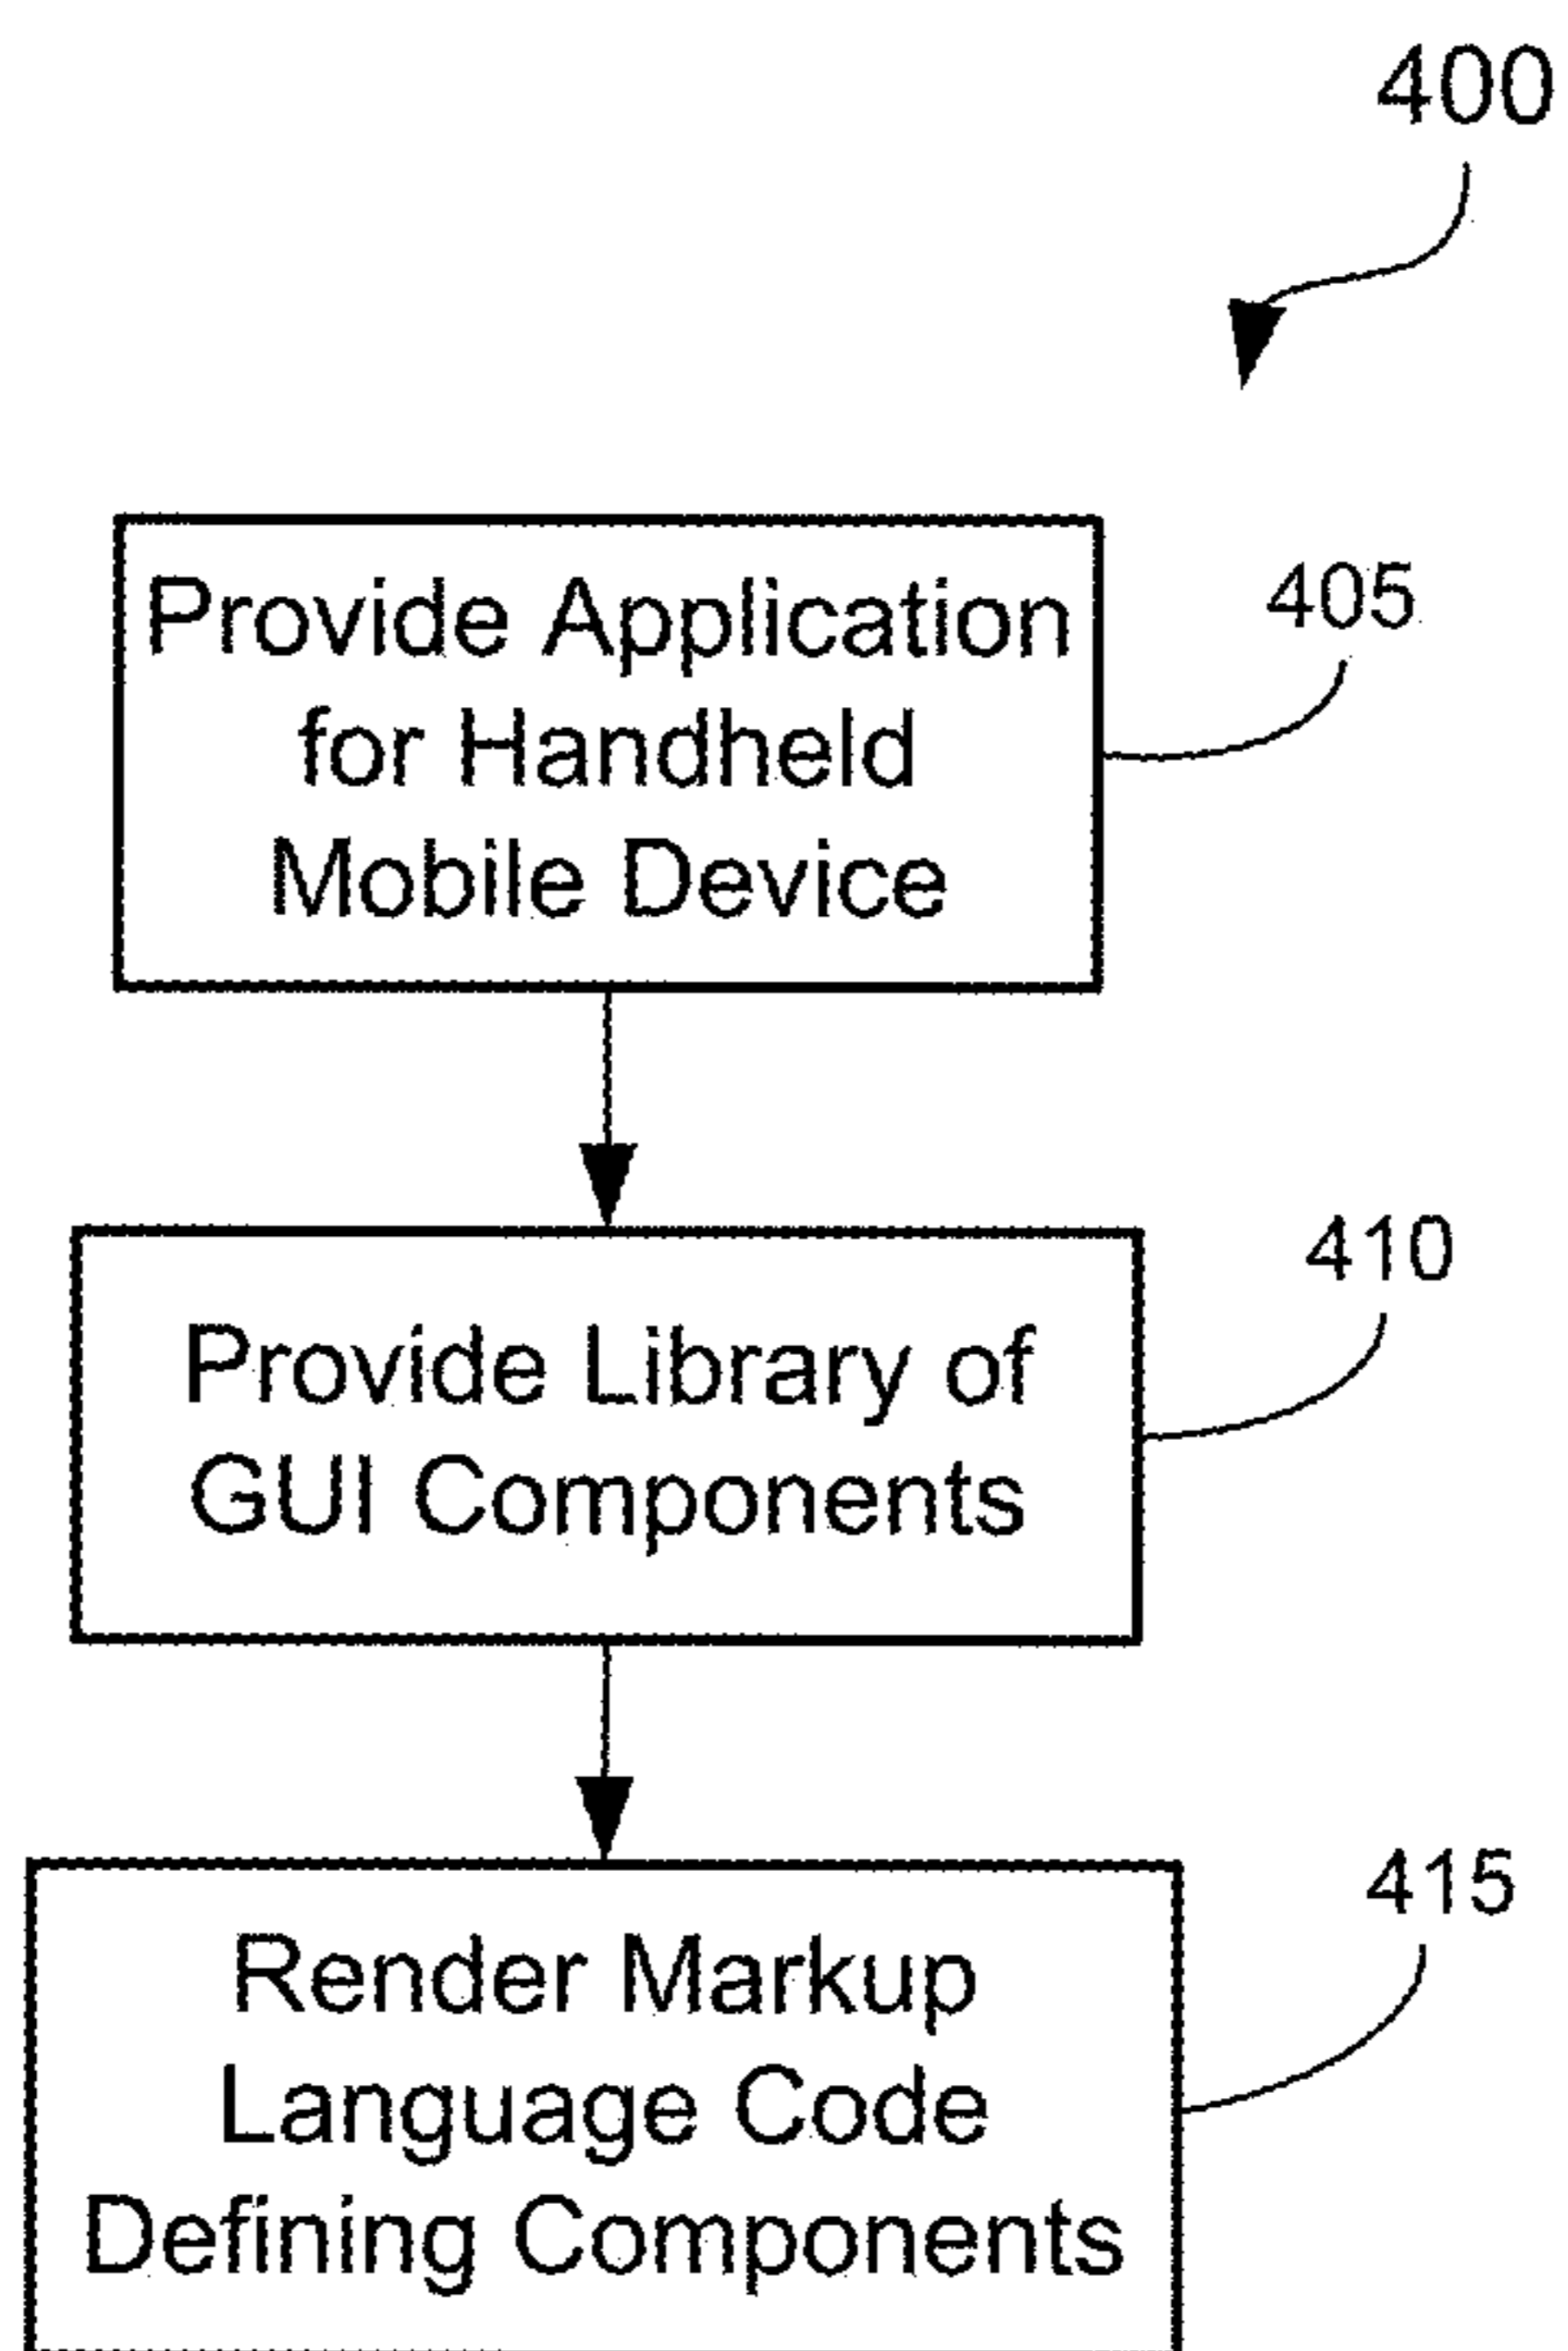 400
Provide Application
for Handheld
Mobile Device
405
Provide Library of
GUI Components
410
Render Markup
Language Code
Defining Components
415